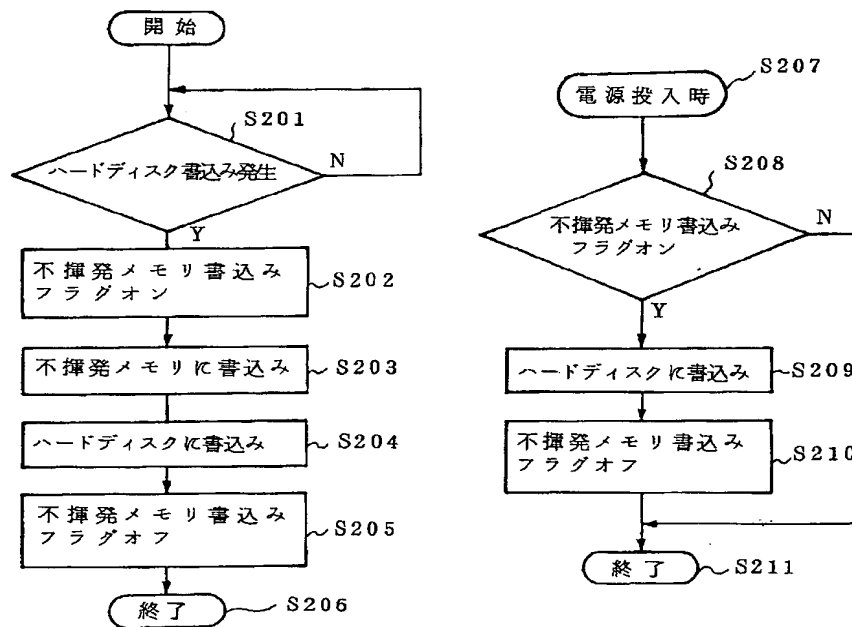 開始
S201
ハードディスク書込み発生
N
Y
不揮発メモリ書込み
フラグオン
S202
不揮発メモリに書込み
S203
ハードディスクに書込み
S204
不揮発メモリ書込み
フラグオフ
S205
終了
S206
電源投入時
S207
S208
不揮発メモリ書込み
フラグオン
N
Y
ハードディスクに書込み
S209
不揮発メモリ書込み
フラグオフ
S210
終了
S211